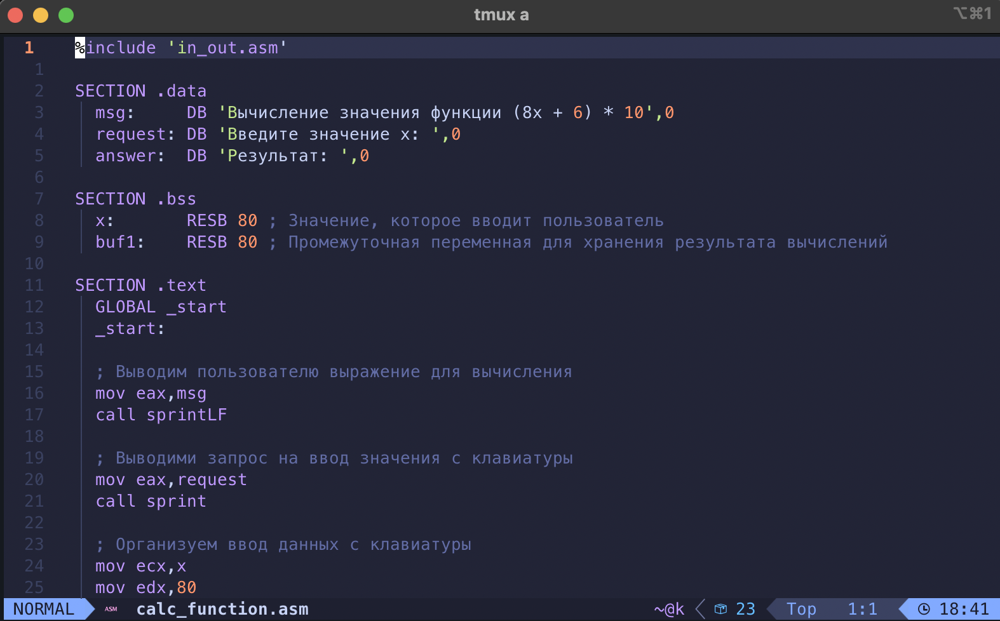 tmux a ⌥⌘1
1 %include 'in_out.asm'
1
2 SECTION .data
3 msg: DB 'Вычисление значения функции (8x + 6) * 10',0
4 request: DB 'Введите значение x: ',0
5 answer: DB 'Результат: ',0
6
7 SECTION .bss
8 x: RESB 80 ; Значение, которое вводит пользователь
9 buf1: RESB 80 ; Промежуточная переменная для хранения результата вычислений
10
11 SECTION .text
12 GLOBAL _start
13 _start:
14
15 ; Выводим пользователю выражение для вычисления
16 mov eax,msg
17 call sprintLF
18
19 ; Выводими запрос на ввод значения с клавиатуры
20 mov eax,request
21 call sprint
22
23 ; Организуем ввод данных с клавиатуры
24 mov ecx,x
25 mov edx,80
NORMAL ASM calc_function.asm ~@k 23 Top 1:1 18:41